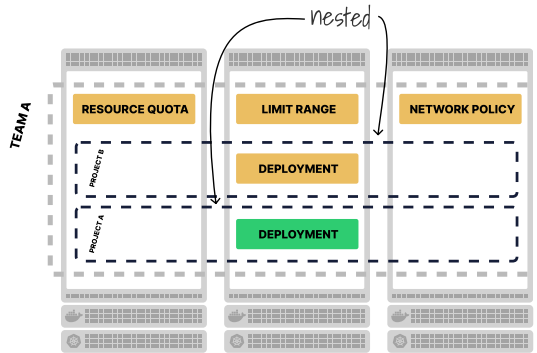 nested
TEAM A
RESOURCE QUOTA
LIMIT RANGE
NETWORK POLICY
PROJECT B
DEPLOYMENT
PROJECT A
DEPLOYMENT